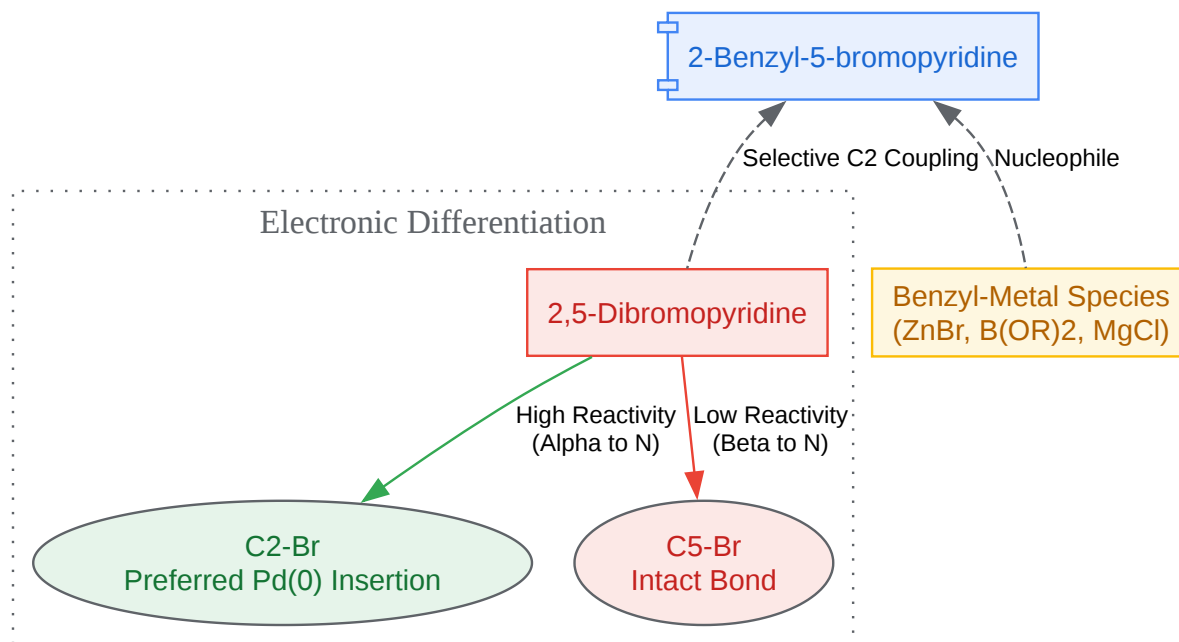 2-Benzyl-5-bromopyridine
Selective C2 Coupling
Nucleophile
Electronic Differentiation
2,5-Dibromopyridine
Benzyl-Metal Species
(ZnBr, B(OR)2, MgCl)
High Reactivity
(Alpha to N)
Low Reactivity
(Beta to N)
C2-Br
Preferred Pd(0) Insertion
C5-Br
Intact Bond